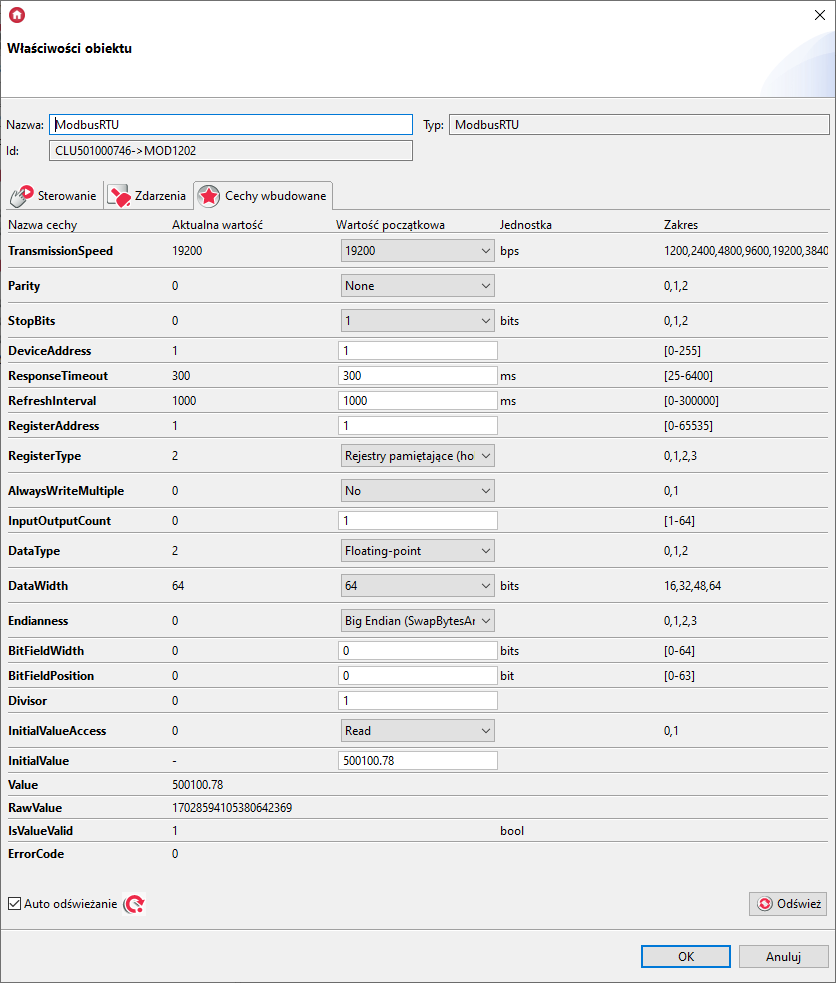 Właściwości obiektu
Nazwa: ModbusRTU Typ: ModbusRTU
Id: CLU501000746->MOD1202
Sterowanie Zdarzenia Cechy wbudowane
Nazwa cechy Aktualna wartość Wartość początkowa Jednostka Zakres
TransmissionSpeed 19200 19200 bps 1200,2400,4800,9600,19200,3840
Parity 0 None 0,1,2
StopBits 0 1 bits 0,1,2
DeviceAddress 1 1 [0-255]
ResponseTimeout 300 300 ms [25-6400]
RefreshInterval 1000 1000 ms [0-300000]
RegisterAddress 1 1 [0-65535]
RegisterType 2 Rejestry pamiętające (ho 0,1,2,3
AlwaysWriteMultiple 0 No 0,1
InputOutputCount 0 1 [1-64]
DataType 2 Floating-point 0,1,2
DataWidth 64 64 bits 16,32,48,64
Endianness 0 Big Endian (SwapBytesAr 0,1,2,3
BitFieldWidth 0 0 bits [0-64]
BitFieldPosition 0 0 bit [0-63]
Divisor 0 1
InitialValueAccess 0 Read 0,1
InitialValue - 500100.78
Value 500100.78
RawValue 17028594105380642369
IsValueValid 1 bool
ErrorCode 0
Auto odświeżanie Odśwież
OK Anuluj